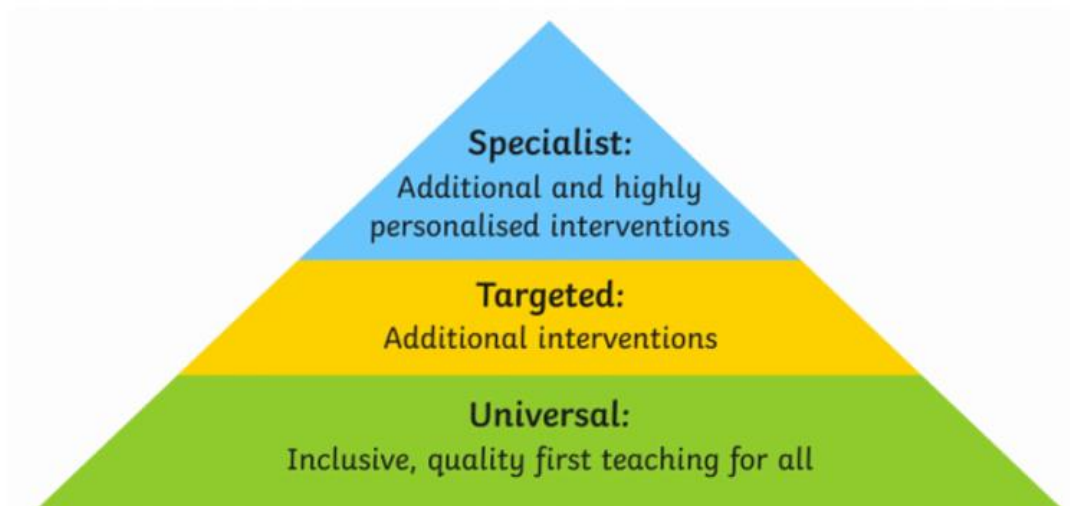 Specialist:
Additional and highly
personalised interventions
Targeted:
Additional interventions
Universal:
Inclusive, quality first teaching for all